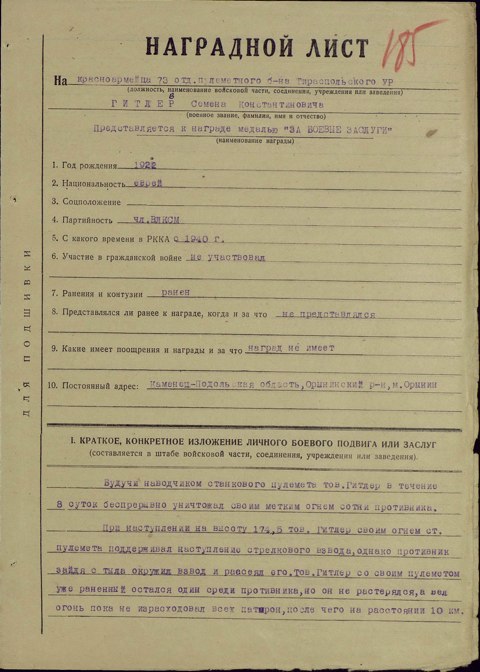 185
НАГРАДНОЙ ЛИСТ
На красноармейца 73 отд.пулеметного б-на Тираспольского УР
(должность, наименование войсковой части, соединения, учреждения или заведения)
ГИТЛЕР Семена Константиновича
(военное звание, фамилия, имя и отчество)
Представляется к награде медалью "ЗА БОЕВЫЕ ЗАСЛУГИ"
(наименование награды)
1. Год рождения 1922
2. Национальность еврей
3. Соцположение
4. Партийность чл.ВЛКСМ
5. С какого времени в РККА с 1940 г.
6. Участие в гражданской войне не участвовал
7. Ранения и контузии ранен
8. Представлялся ли ранее к награде, когда и за что не представлялся
9. Какие имеет поощрения и награды и за что наград не имеет
10. Постоянный адрес: Каменец-Подольская область, Орининский р-н,м.Оринин
I. КРАТКОЕ, КОНКРЕТНОЕ ИЗЛОЖЕНИЕ ЛИЧНОГО БОЕВОГО ПОДВИГА ИЛИ ЗАСЛУГ
(составляется в штабе войсковой части, соединения, учреждения или заведения).
Будучи наводчиком станкового пулемета тов.Гитлер в течение
8 суток беспрерывно уничтожал своим метким огнем сотни противника.
При наступлении на высоту 174,5 тов. Гитлер своим огнем ст.
пулемета поддерживал наступление стрелкового взвода,однако противник
зайдя с тыла окружил взвод и рассеял его.Тов.Гитлер со своим пулеметом
уже раненный остался один среди противника,но он не растерялся,а вел
огонь пока не израсходовал всех патырон,после чего на расстоянии 10 км.
ДЛЯ ПОДШИВКИ